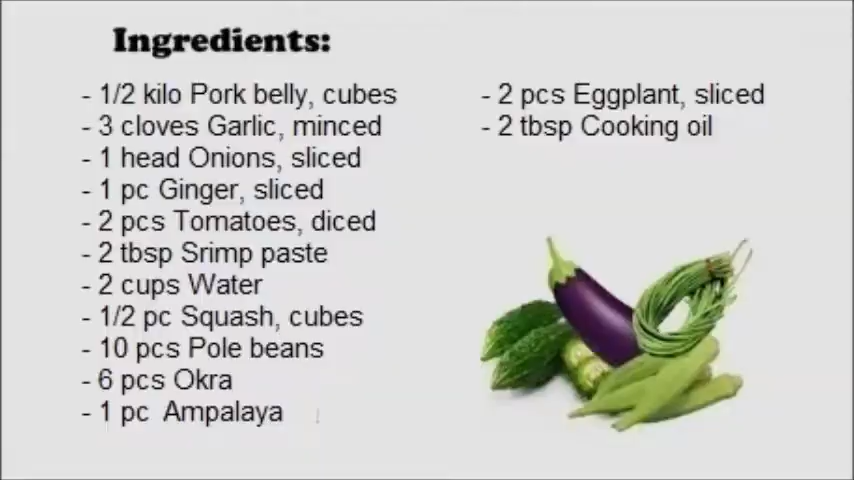 Ingredients:
- 1/2 kilo Pork belly, cubes
- 3 cloves Garlic, minced
- 1 head Onions, sliced
- 1 pc Ginger, sliced
- 2 pcs Tomatoes, diced
- 2 tbsp Srimp paste
- 2 cups Water
- 1/2 pc Squash, cubes
- 10 pcs Pole beans
- 6 pcs Okra
- 1 pc  Ampalaya
- 2 pcs Eggplant, sliced
- 2 tbsp Cooking oil